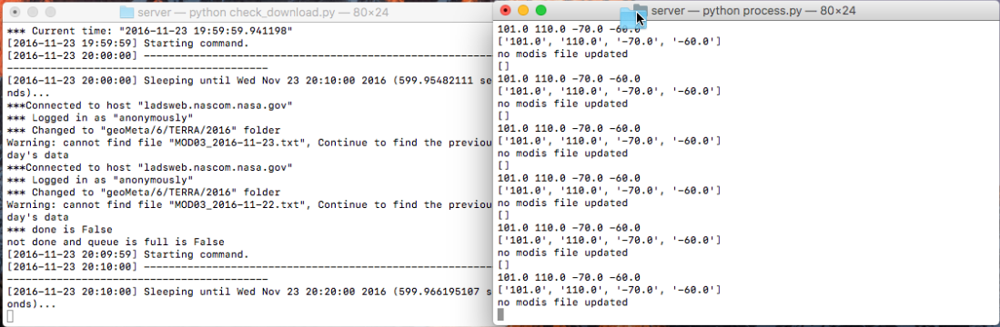 server — python check_download.py — 80×24
*** Current time: "2016-11-23 19:59:59.941198"
[2016-11-23 19:59:59] Starting command.
[2016-11-23 20:00:00] ------------------------------------------------------
-----------------------------------------
[2016-11-23 20:00:00] Sleeping until Wed Nov 23 20:10:00 2016 (599.95482111 se
nds)...
***Connected to host "ladsweb.nascom.nasa.gov"
*** Logged in as "anonymously"
*** Changed to "geoMeta/6/TERRA/2016" folder
Warning: cannot find file "MOD03_2016-11-23.txt", Continue to find the previou
day's data
***Connected to host "ladsweb.nascom.nasa.gov"
*** Logged in as "anonymously"
*** Changed to "geoMeta/6/TERRA/2016" folder
Warning: cannot find file "MOD03_2016-11-22.txt", Continue to find the previou
day's data
*** done is False
not done and queue is full is False
[2016-11-23 20:09:59] Starting command.
[2016-11-23 20:10:00] ------------------------------------------------------
-----------------------------------------
[2016-11-23 20:10:00] Sleeping until Wed Nov 23 20:20:00 2016 (599.966195107 s
onds)...
server — python process.py — 80×24
101.0 110.0 -70.0 -60.0
['101.0', '110.0', '-70.0', '-60.0']
no modis file updated
[]
101.0 110.0 -70.0 -60.0
['101.0', '110.0', '-70.0', '-60.0']
no modis file updated
[]
101.0 110.0 -70.0 -60.0
['101.0', '110.0', '-70.0', '-60.0']
no modis file updated
[]
101.0 110.0 -70.0 -60.0
['101.0', '110.0', '-70.0', '-60.0']
no modis file updated
[]
101.0 110.0 -70.0 -60.0
['101.0', '110.0', '-70.0', '-60.0']
no modis file updated
[]
101.0 110.0 -70.0 -60.0
['101.0', '110.0', '-70.0', '-60.0']
no modis file updated